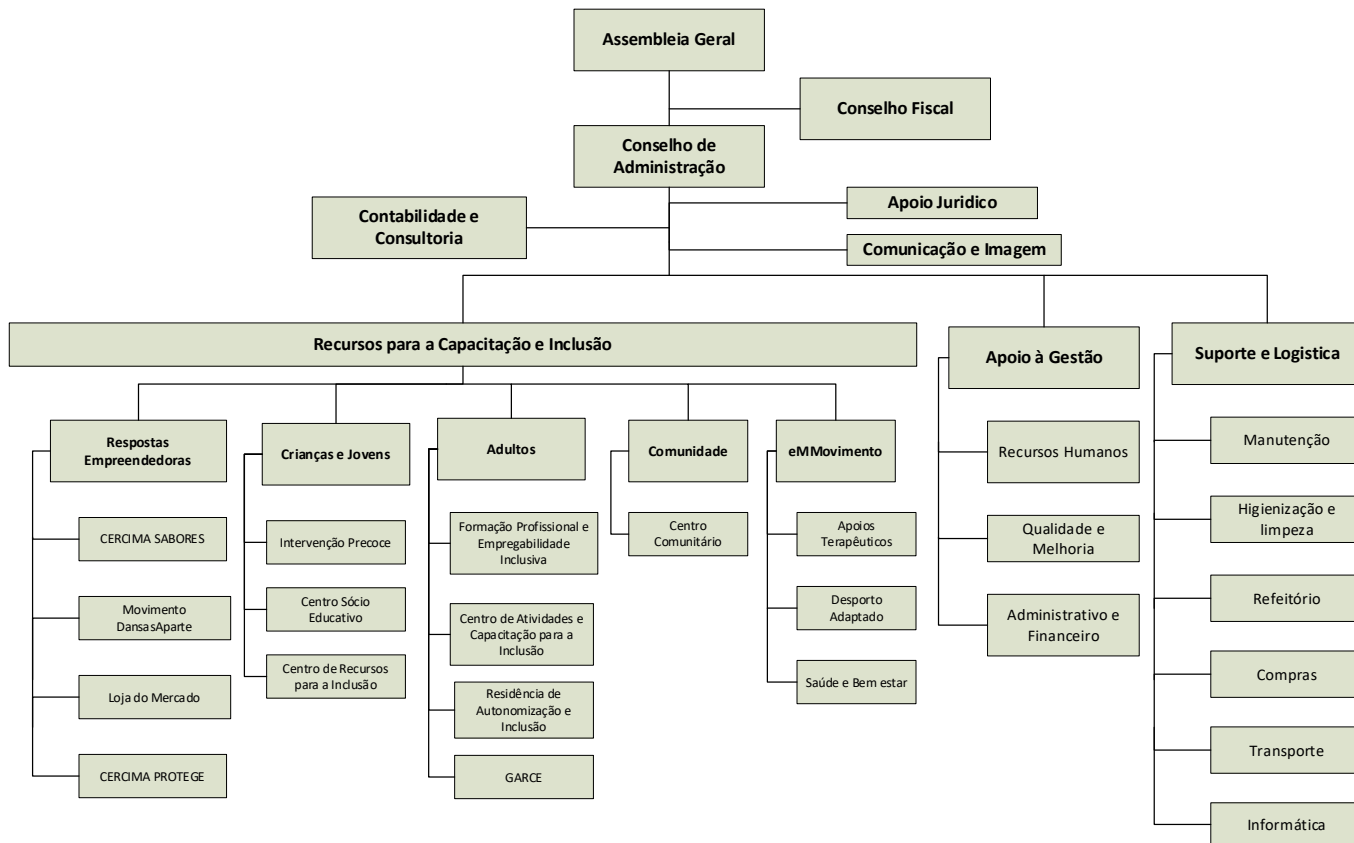 Assembleia Geral
Conselho Fiscal
Conselho de
Administração
Contabilidade e
Consultoria
Apoio Juridico
Comunicação e Imagem
Recursos para a Capacitação e Inclusão
Apoio à Gestão
Suporte e Logistica
Respostas
Empreendedoras
CERCIMA SABORES
Movimento
DansasAparte
Loja do Mercado
CERCIMA PROTEGE
Crianças e Jovens
Intervenção Precoce
Centro Sócio
Educativo
Centro de Recursos
para a Inclusão
Adultos
Formação Profissional e
Empregabilidade
Inclusiva
Centro de Atividades e
Capacitação para a
Inclusão
Residência de
Autonomização e
Inclusão
GARCE
Comunidade
Centro
Comunitário
eMMovimento
Apoios
Terapêuticos
Desporto
Adaptado
Saúde e Bem estar
Recursos Humanos
Qualidade e
Melhoria
Administrativo e
Financeiro
Manutenção
Higienização e
limpeza
Refeitório
Compras
Transporte
Informática